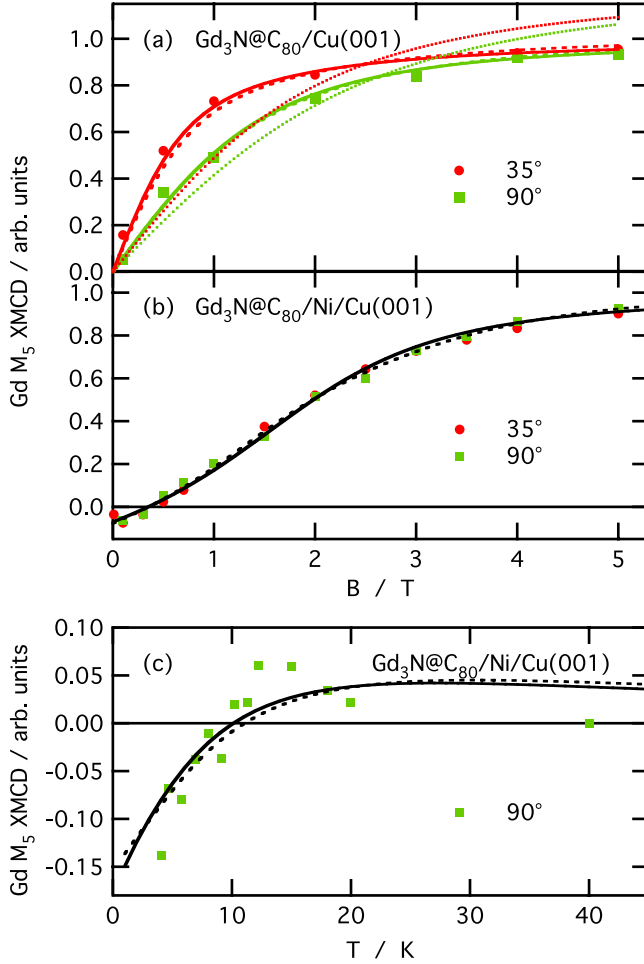 (a) Gd₃N@C₈₀/Cu(001)
1.0
0.8
0.6
0.4
0.2
0.0
35°
90°
Gd M₅ XMCD / arb. units
(b) Gd₃N@C₈₀/Ni/Cu(001)
1.0
0.8
0.6
0.4
0.2
0.0
35°
90°
0 1 2 3 4 5
B / T
(c) Gd₃N@C₈₀/Ni/Cu(001)
0.10
0.05
0.00
-0.05
-0.10
-0.15
90°
Gd M₅ XMCD / arb. units
0 10 20 30 40
T / K